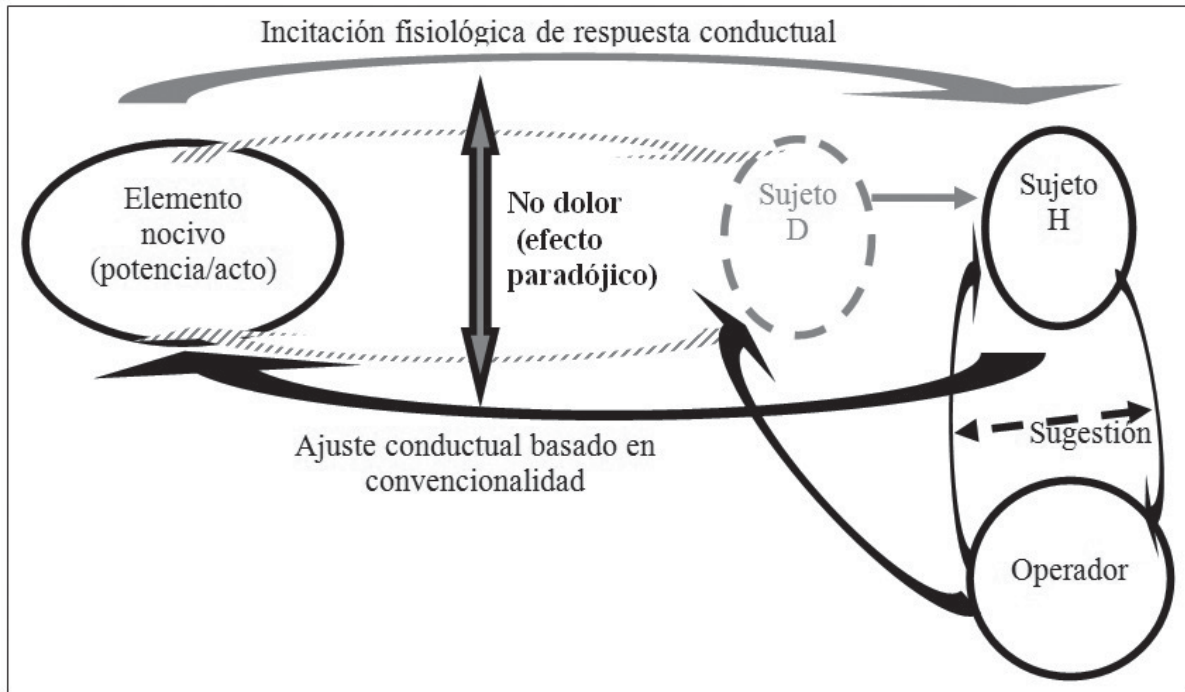 Incitación fisiológica de respuesta conductual
Elemento
nocivo
(potencia/acto)
No dolor
(efecto
paradójico)
Sujeto
D
Sujeto
H
Ajuste conductual basado en
convencionalidad
Sugestión
Operador